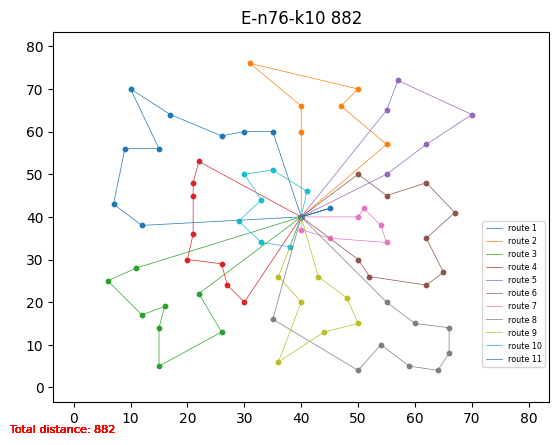 E-n76-k10 882
80
70
60
50
40
30
20
10
0
0 10 20 30 40 50 60 70 80
route 1
route 2
route 3
route 4
route 5
route 6
route 7
route 8
route 9
route 10
route 11
Total distance: 882